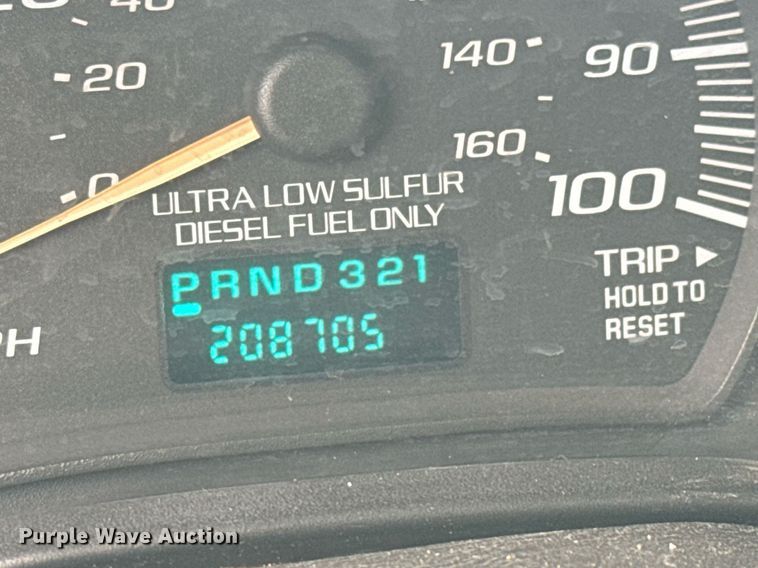 40
20
0
140
90
160
100
ULTRA LOW SULFUR
DIESEL FUEL ONLY
PRND321
208705
TRIP ►
HOLD TO
RESET
Purple Wave Auction